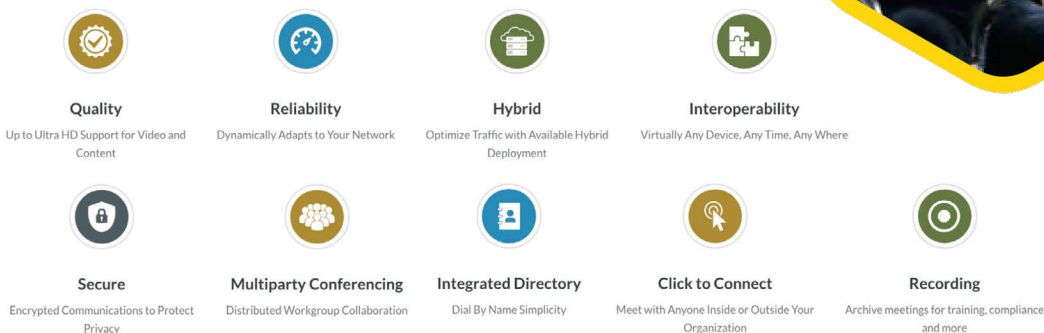 Quality
Up to Ultra HD Support for Video and
Content
Reliability
Dynamically Adapts to Your Network
Hybrid
Optimize Traffic with Available Hybrid
Deployment
Interoperability
Virtually Any Device, Any Time, Any Where
Secure
Encrypted Communications to Protect
Privacy
Multiparty Conferencing
Distributed Workgroup Collaboration
Integrated Directory
Dial By Name Simplicity
Click to Connect
Meet with Anyone Inside or Outside Your
Organization
Recording
Archive meetings for training, compliance
and more